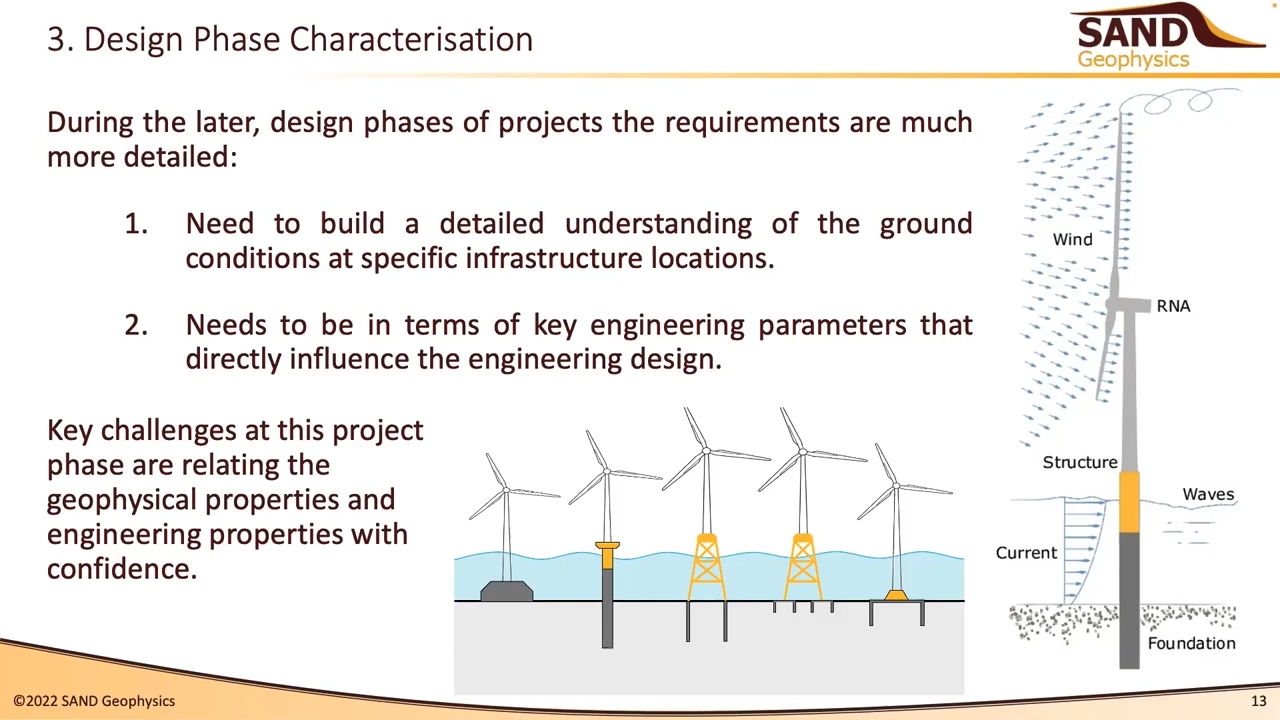 3. Design Phase Characterisation
SAND
Geophysics
During the later, design phases of projects the requirements are much
more detailed:
1. Need to build a detailed understanding of the ground
conditions at specific infrastructure locations.
2. Needs to be in terms of key engineering parameters that
directly influence the engineering design.
Key challenges at this project
phase are relating the
geophysical properties and
engineering properties with
confidence.
Wind
RNA
Structure
Waves
Current
Foundation
©2022 SAND Geophysics
13